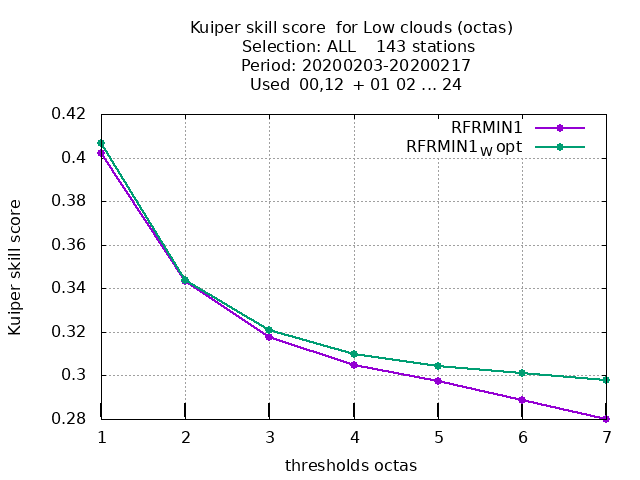 Kuiper skill score for Low clouds (octas)
Selection: ALL 143 stations
Period: 20200203-20200217
Used 00,12 + 01 02 ... 24
RFRMIN1
RFRMIN1W opt
0.42
0.4
0.38
0.36
0.34
0.32
0.3
0.28
Kuiper skill score
1 2 3 4 5 6 7
thresholds octas